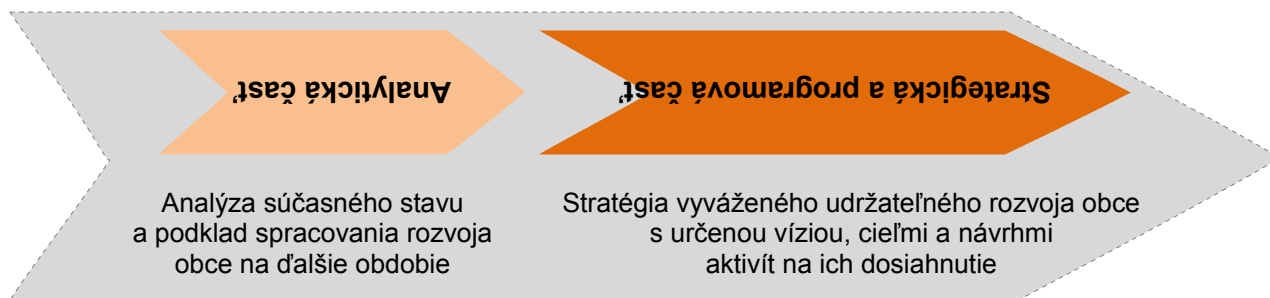 Analytická časť
Strategická a programová časť
Analýza súčasného stavu
a podklad spracovania rozvoja
obce na ďalšie obdobie
Stratégia vyváženého udržateľného rozvoja obce
s určenou víziou, cieľmi a návrhmi
aktivít na ich dosiahnutie